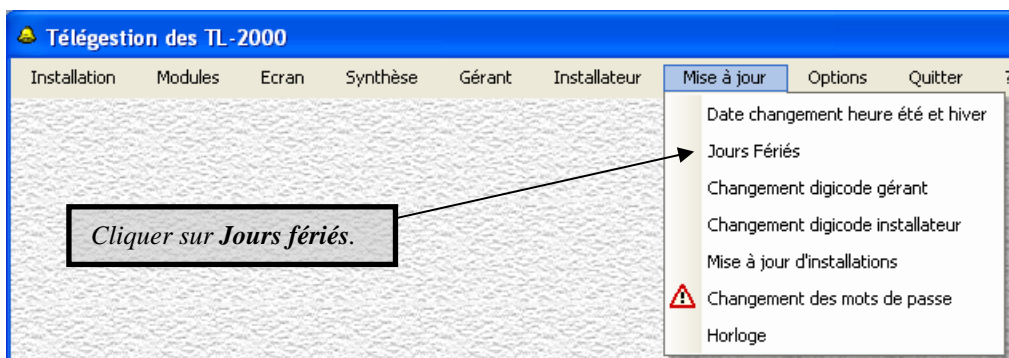 Télégestion des TL-2000
Installation Modules Ecran Synthèse Gérant Installateur Mise à jour Options Quitter ?
Date changement heure été et hiver
Jours Fériés
Changement digicode gérant
Changement digicode installateur
Mise à jour d'installations
Changement des mots de passe
Horloge
Cliquer sur Jours fériés.